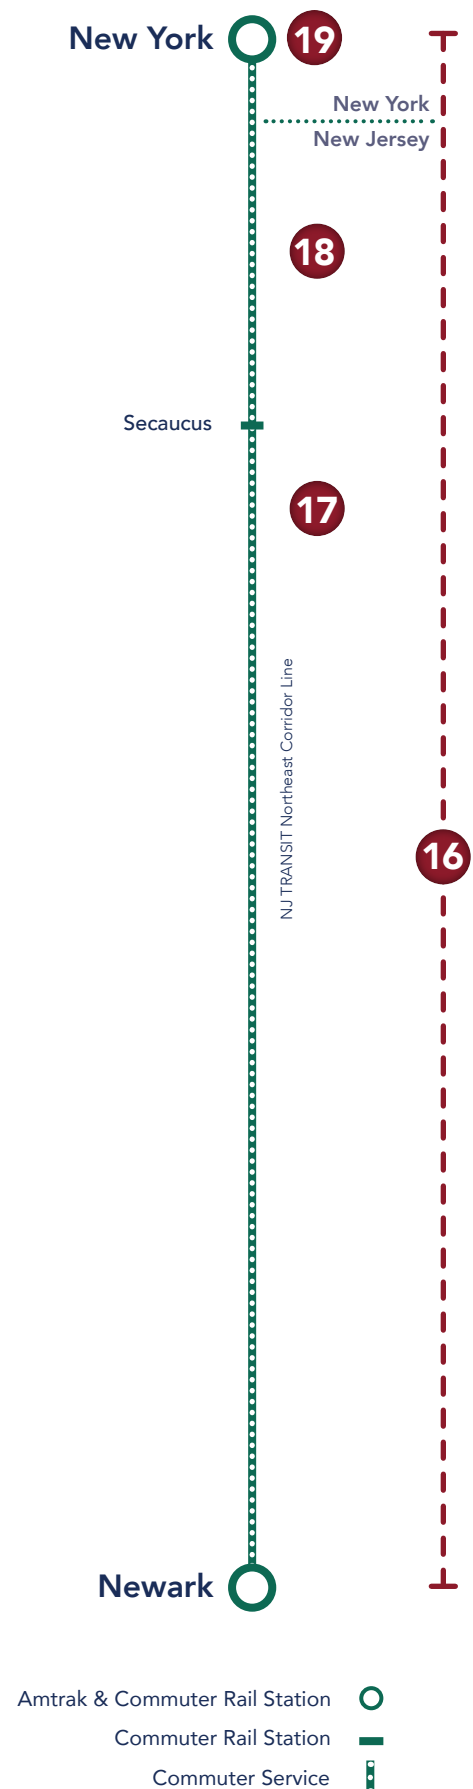 New York
19
New York
New Jersey
18
Secaucus
17
NJ TRANSIT Northeast Corridor Line
16
Newark
Amtrak & Commuter Rail Station
Commuter Rail Station
Commuter Service